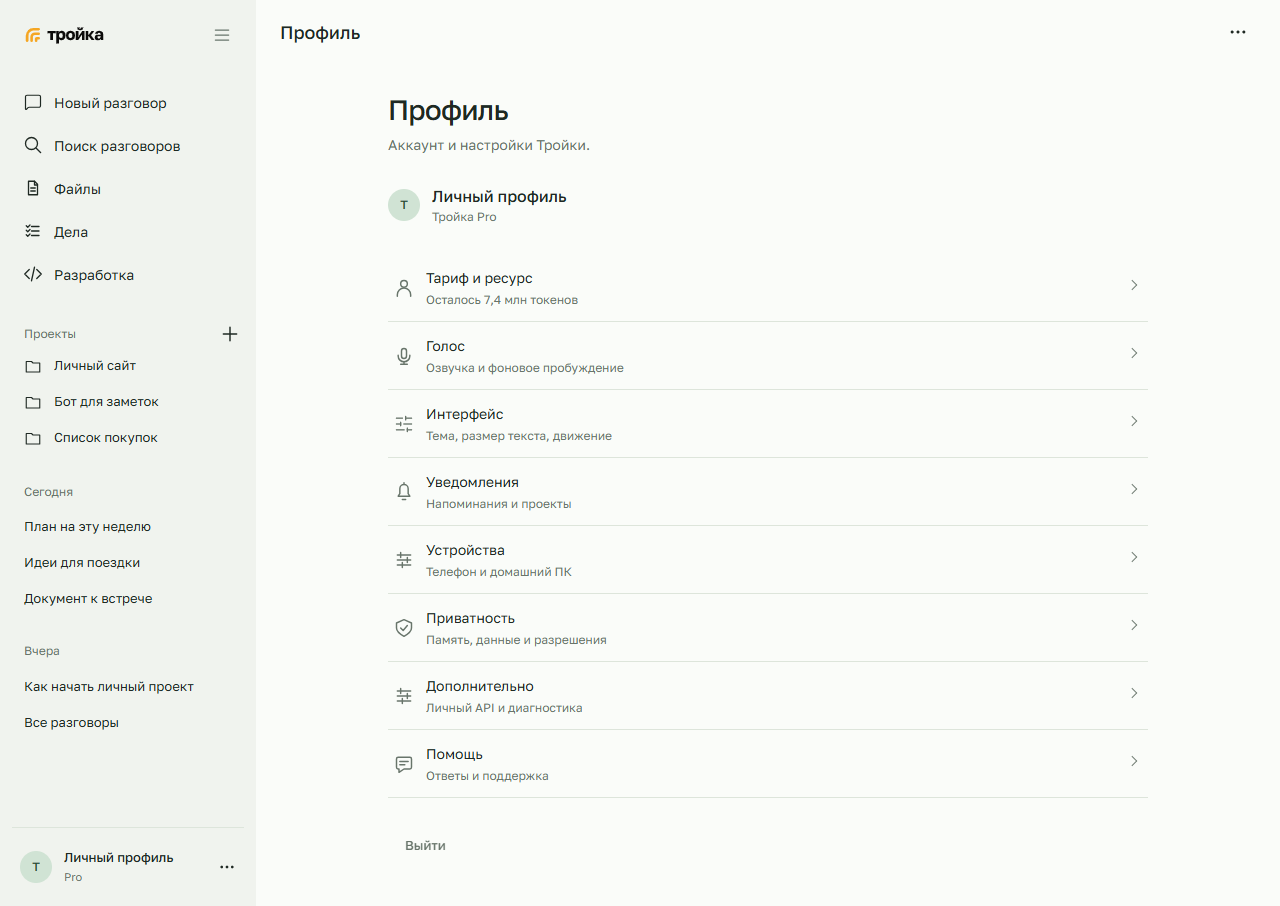 тройка
Новый разговор
Поиск разговоров
Файлы
Дела
Разработка
Проекты
Личный сайт
Бот для заметок
Список покупок
Сегодня
План на эту неделю
Идеи для поездки
Документ к встрече
Вчера
Как начать личный проект
Все разговоры
Т
Личный профиль
Pro
Профиль
Профиль
Аккаунт и настройки Тройки.
Т
Личный профиль
Тройка Pro
Тариф и ресурс
Осталось 7,4 млн токенов
Голос
Озвучка и фоновое пробуждение
Интерфейс
Тема, размер текста, движение
Уведомления
Напоминания и проекты
Устройства
Телефон и домашний ПК
Приватность
Память, данные и разрешения
Дополнительно
Личный API и диагностика
Помощь
Ответы и поддержка
Выйти